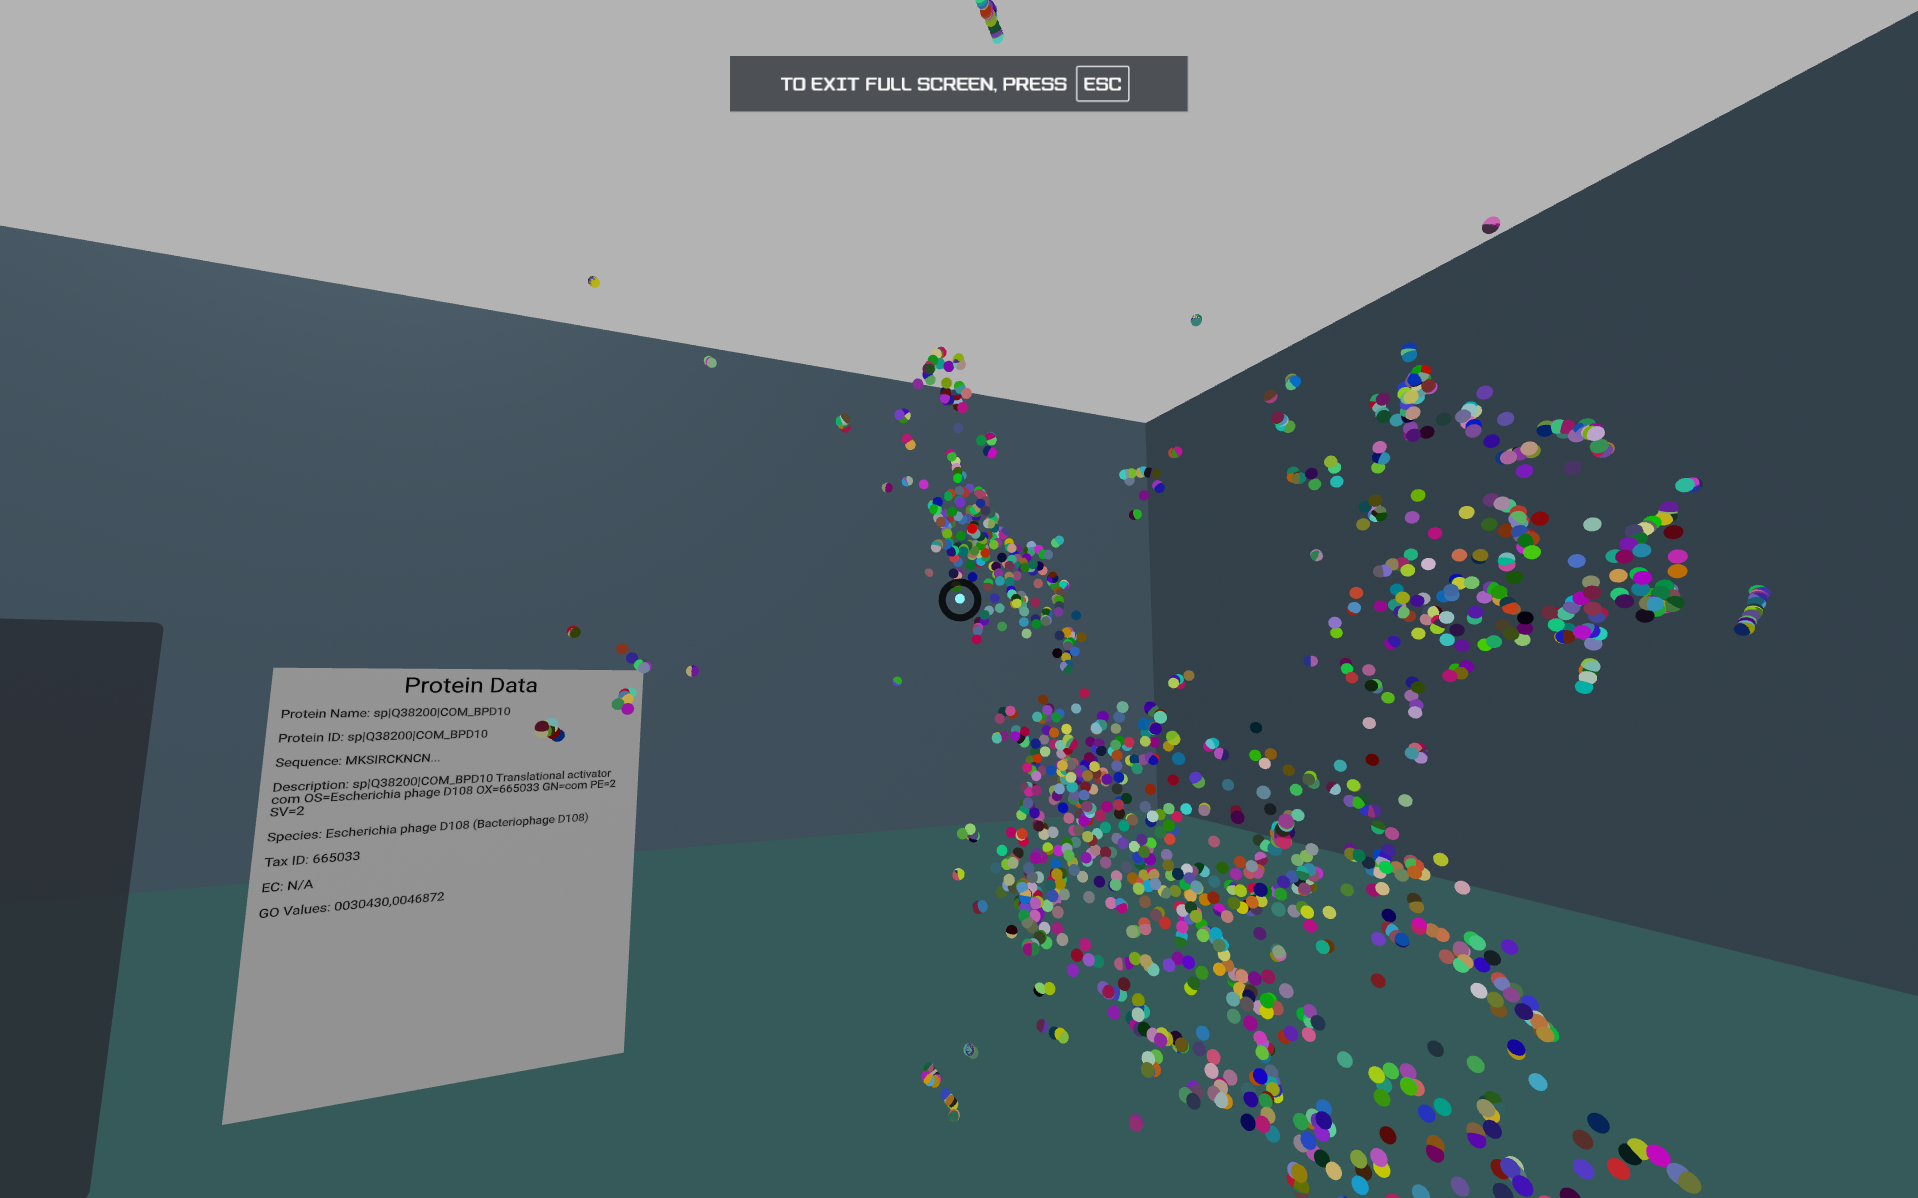 TO EXIT FULL SCREEN, PRESS ESC
Protein Data
Protein Name: sp|Q38200|COM_BPD10
Protein ID: sp|Q38200|COM_BPD10
Sequence: MKSIRCKNCN...
Description: sp|Q38200|COM_BPD10 Translational activator
com OS=Escherichia phage D108 OX=665033 GN=com PE=2
SV=2
Species: Escherichia phage D108 (Bacteriophage D108)
Tax ID: 665033
EC: N/A
GO Values: 0030430,0046872